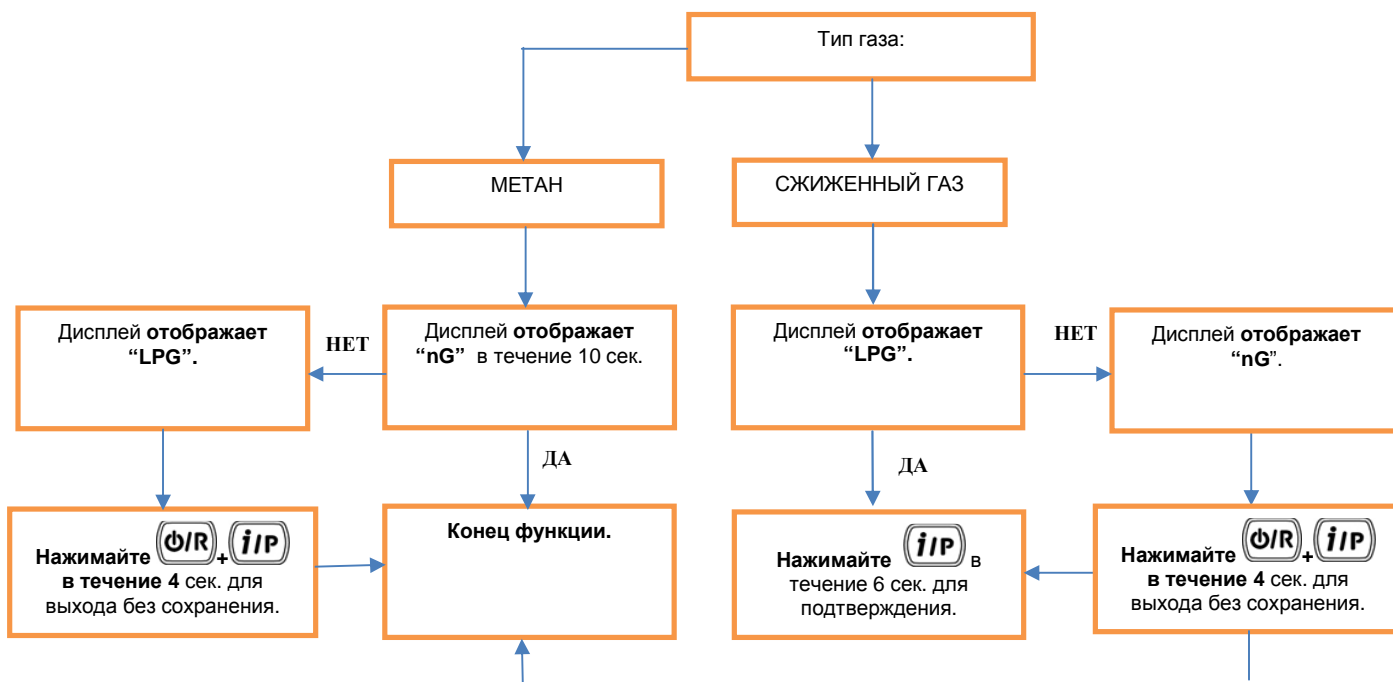 Тип газа:
МЕТАН
СЖИЖЕННЫЙ ГАЗ
Дисплей отображает
“LPG”.
НЕТ
Дисплей отображает
“nG” в течение 10 сек.
Дисплей отображает
“LPG”.
НЕТ
Дисплей отображает
“nG”.
ДА
ДА
Нажимайте ⏻/R+i/P
в течение 4 сек. для
выхода без сохранения.
Конец функции.
Нажимайте i/P в
течение 6 сек. для
подтверждения.
Нажимайте ⏻/R+i/P
в течение 4 сек. для
выхода без сохранения.